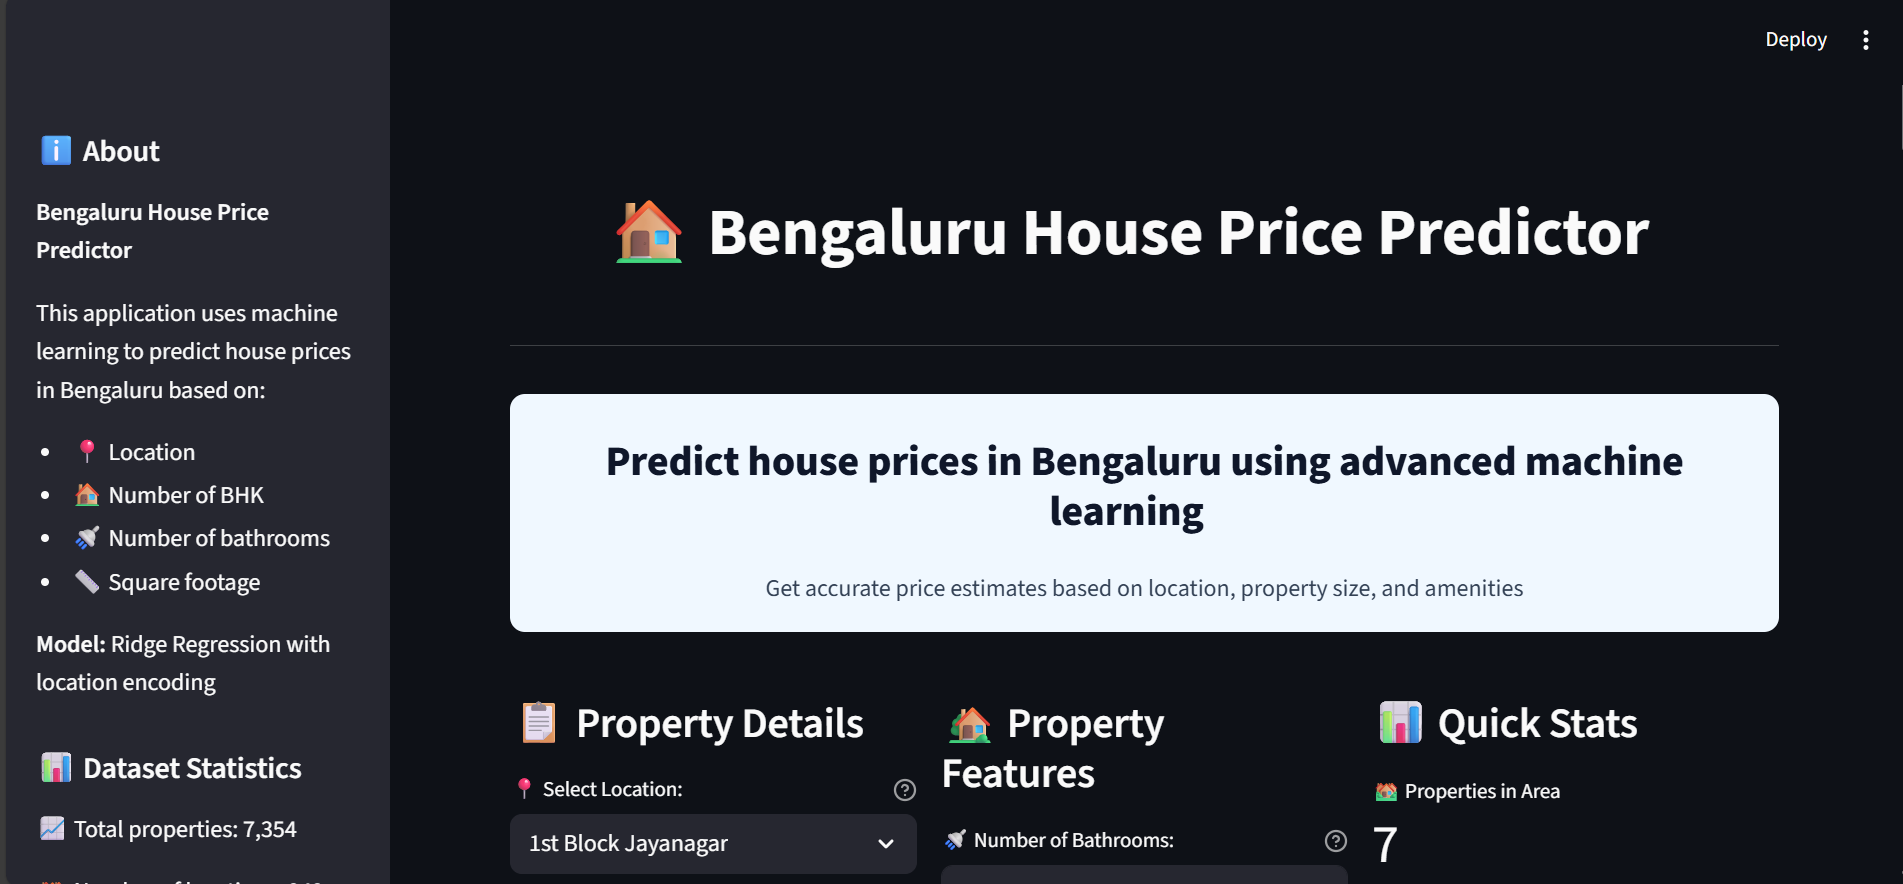 Deploy
About
Bengaluru House Price
Predictor
This application uses machine
learning to predict house prices
in Bengaluru based on:
• Location
• Number of BHK
• Number of bathrooms
• Square footage
Model: Ridge Regression with
location encoding
Dataset Statistics
Total properties: 7,354
Bengaluru House Price Predictor
Predict house prices in Bengaluru using advanced machine
learning
Get accurate price estimates based on location, property size, and amenities
Property Details
Select Location:
1st Block Jayanagar
Property
Features
Number of Bathrooms:
Quick Stats
Properties in Area
7